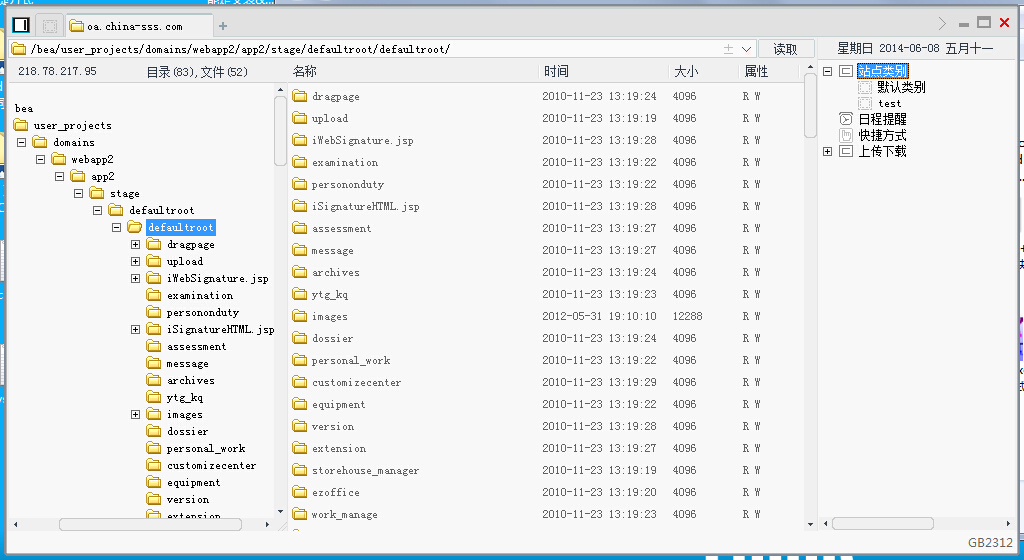 oa.china-sss.com
/bea/user_projects/domains/webapp2/app2/stage/defaultroot/defaultroot/
读取
星期日 2014-06-08 五月十一
218.78.217.95
目录(83),文件(52)
名称 时间 大小 属性
bea
user_projects
domains
webapp2
app2
stage
defaultroot
defaultroot
dragpage
upload
iWebSignature.jsp
examination
persononduty
iSignatureHTML.jsp
assessment
message
archives
ytg_kq
images
dossier
personal_work
customizecenter
equipment
version
extension
dragpage 2010-11-23 13:19:24 4096 R W
upload 2010-11-23 13:19:19 4096 R W
iWebSignature.jsp 2010-11-23 13:19:28 4096 R W
examination 2010-11-23 13:19:22 4096 R W
persononduty 2010-11-23 13:19:22 4096 R W
iSignatureHTML.jsp 2010-11-23 13:19:28 4096 R W
assessment 2010-11-23 13:19:27 4096 R W
message 2010-11-23 13:19:27 4096 R W
archives 2010-11-23 13:19:24 4096 R W
ytg_kq 2010-11-23 13:19:23 4096 R W
images 2012-05-31 19:10:10 12288 R W
dossier 2010-11-23 13:19:24 4096 R W
personal_work 2010-11-23 13:19:22 4096 R W
customizecenter 2010-11-23 13:19:29 4096 R W
equipment 2010-11-23 13:19:22 4096 R W
version 2010-11-23 13:19:28 4096 R W
extension 2010-11-23 13:19:27 4096 R W
storehouse_manager 2010-11-23 13:19:19 4096 R W
ezoffice 2010-11-23 13:19:20 4096 R W
work_manage 2010-11-23 13:19:23 4096 R W
站点类别
默认类别
test
日程提醒
快捷方式
上传下载
GB2312